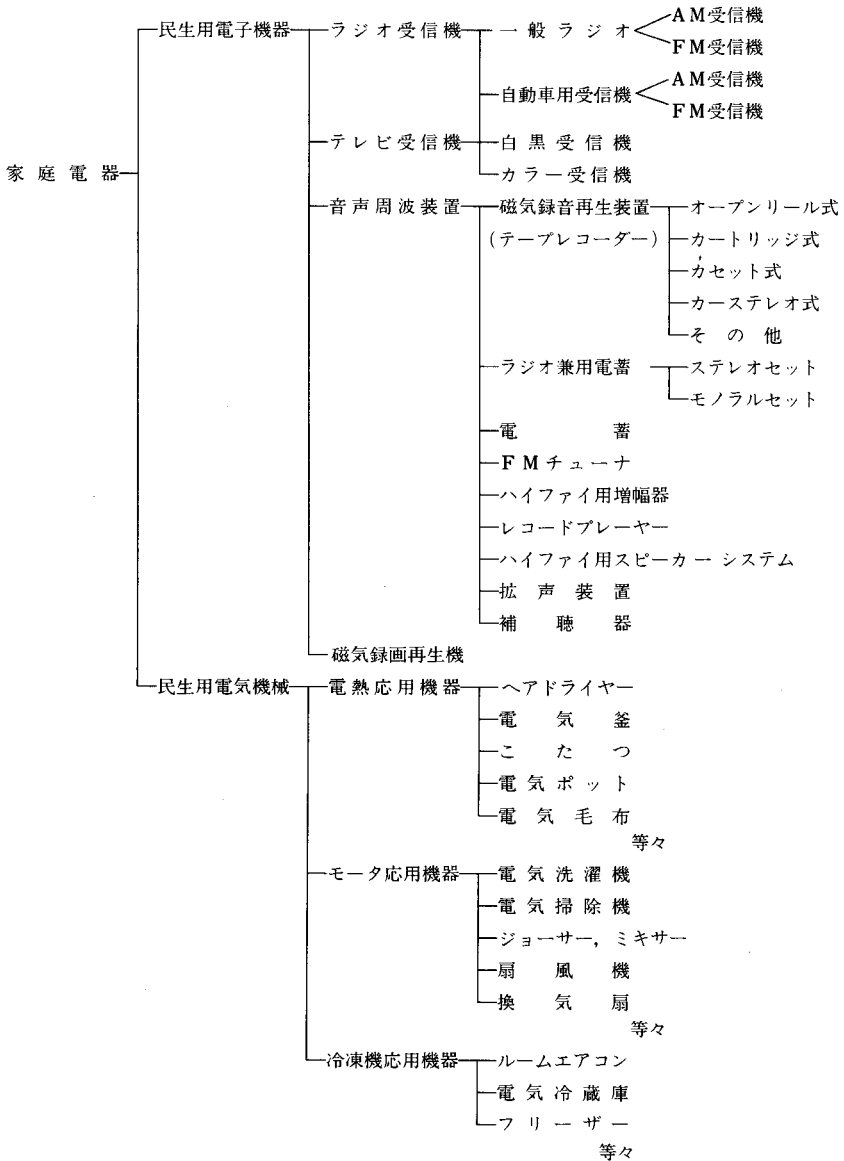 AM受信機
民生用電子機器 ラジオ受信機 一般ラジオ
FM受信機
AM受信機
自動車用受信機
FM受信機
テレビ受信機 白黒受信機
家庭電器 カラー受信機
音声周波装置 磁気録音再生装置 オープンリール式
(テープレコーダー) カートリッジ式
カセット式
カーステレオ式
その他
ラジオ兼用電蓄 ステレオセット
モノラルセット
電蓄
FMチューナ
ハイファイ用増幅器
レコードプレーヤー
ハイファイ用スピーカーシステム
拡声装置
補聴器
磁気録画再生機
民生用電気機械 電熱応用機器 ヘアドライヤー
電気釜
こたつ
電気ポット
電気毛布
等々
モータ応用機器 電気洗濯機
電気掃除機
ジョーサー，ミキサー
扇風機
換気扇
等々
冷凍機応用機器 ルームエアコン
電気冷蔵庫
フリーザー
等々